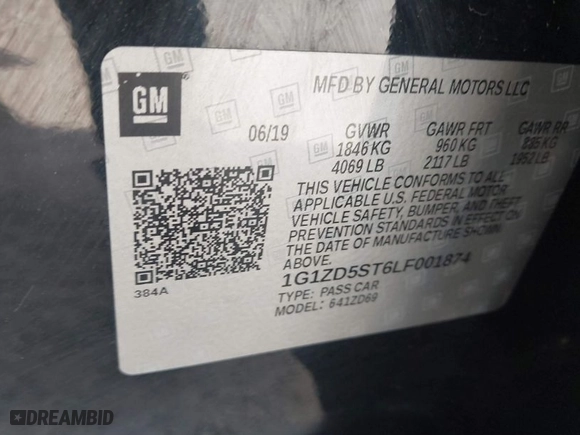 GM
MFD BY GENERAL MOTORS LLC
06/19 GVWR GAWR FRT GAWR RR
1846 KG 960 KG KG
4069 LB 2117 LB LB
THIS VEHICLE CONFORMS TO ALL
APPLICABLE U.S. FEDERAL MOTOR
VEHICLE SAFETY, BUMPER, AND THEFT
PREVENTION STANDARDS IN EFFECT ON
THE DATE OF MANUFACTURE SHOWN
ABOVE.
1G1ZD5ST6LF001874
TYPE: PASS CAR
MODEL: 641ZD69
384A
DREAMBID